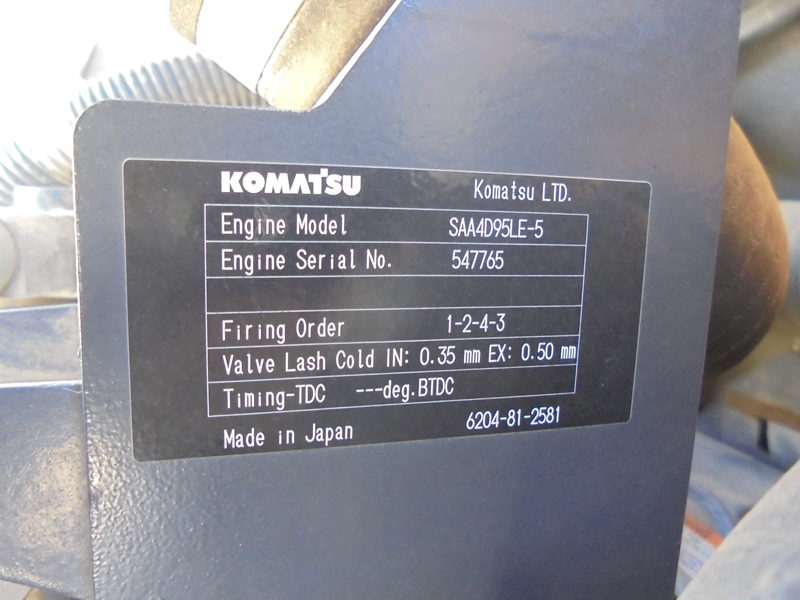 KOMATSU Komatsu LTD.
Engine Model SAA4D95LE-5
Engine Serial No. 547765
Firing Order 1-2-4-3
Valve Lash Cold IN: 0.35 mm EX: 0.50 mm
Timing-TDC ---deg.BTDC
Made in Japan 6204-81-2581